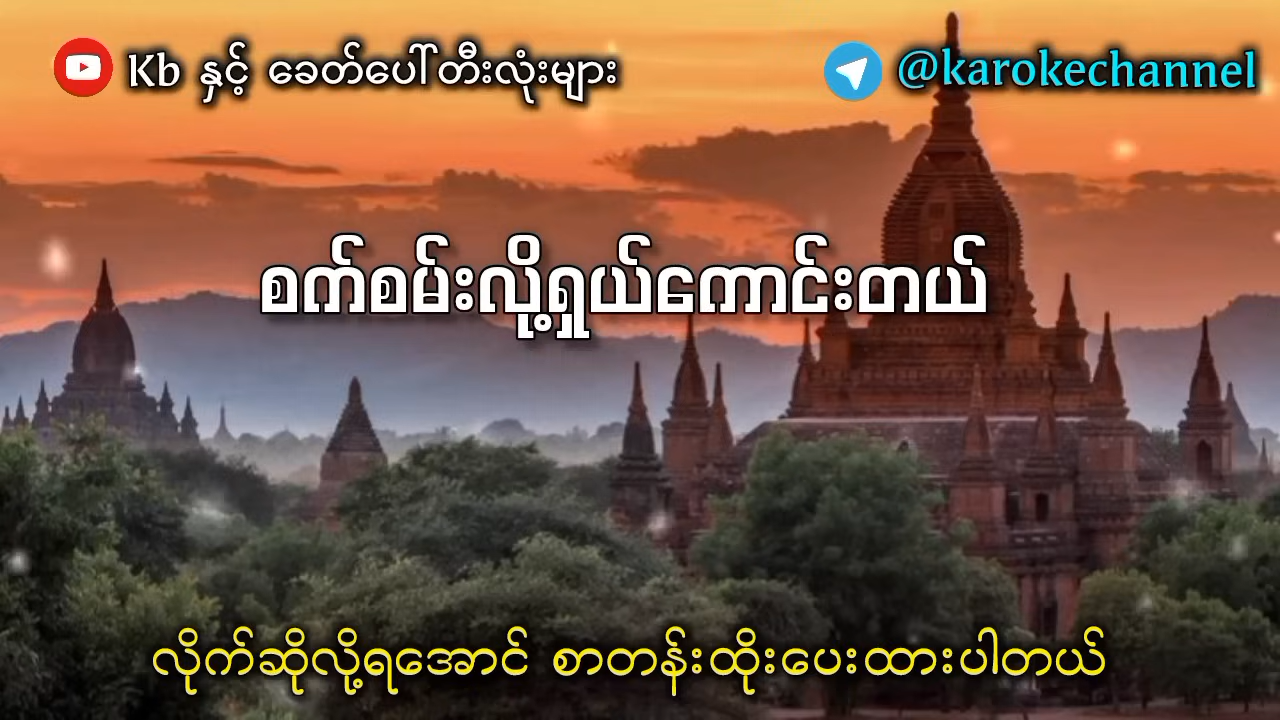 Kb နှင့် ခေတ်ပေါ်တီးလုံးများ
@karokechannel
စက်စမ်းလို့ရှယ်ကောင်းတယ်
လိုက်ဆိုလို့ရအောင် စာတန်းထိုးပေးထားပါတယ်